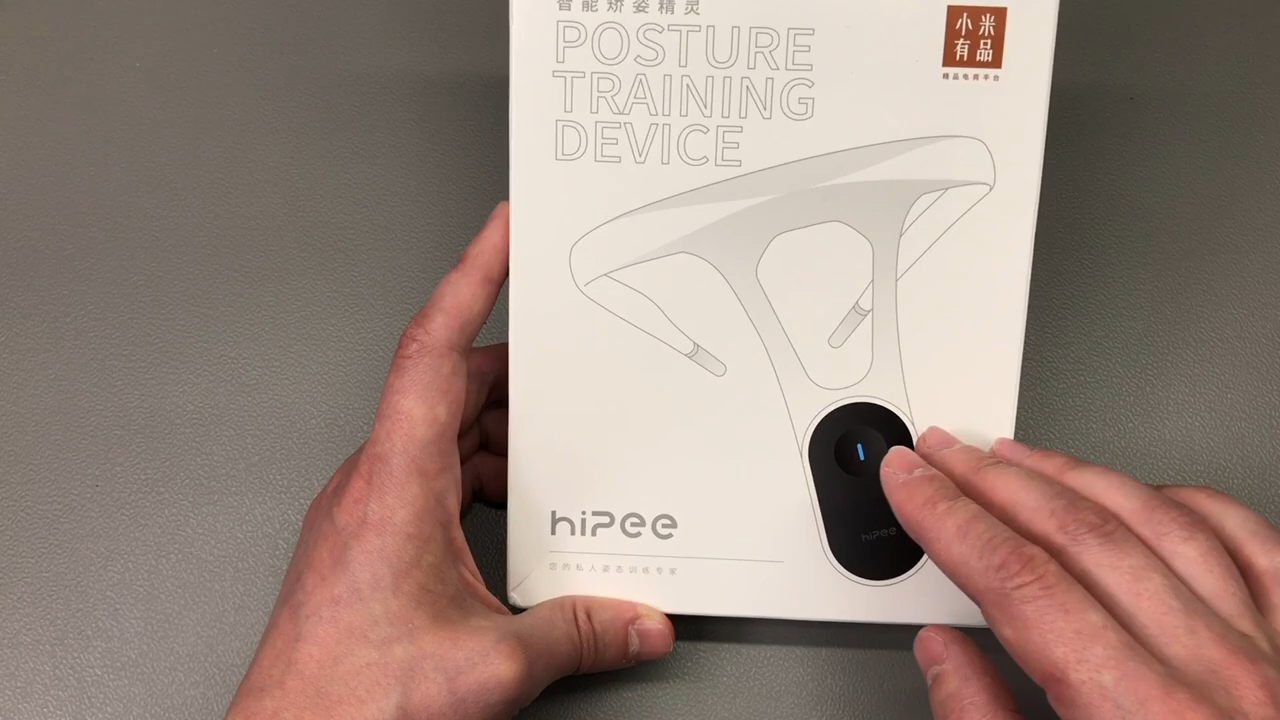 智能矫姿精灵
POSTURE
TRAINING
DEVICE
小米
有品
精品电商平台
hipee
hipee
您的私人姿态训练专家